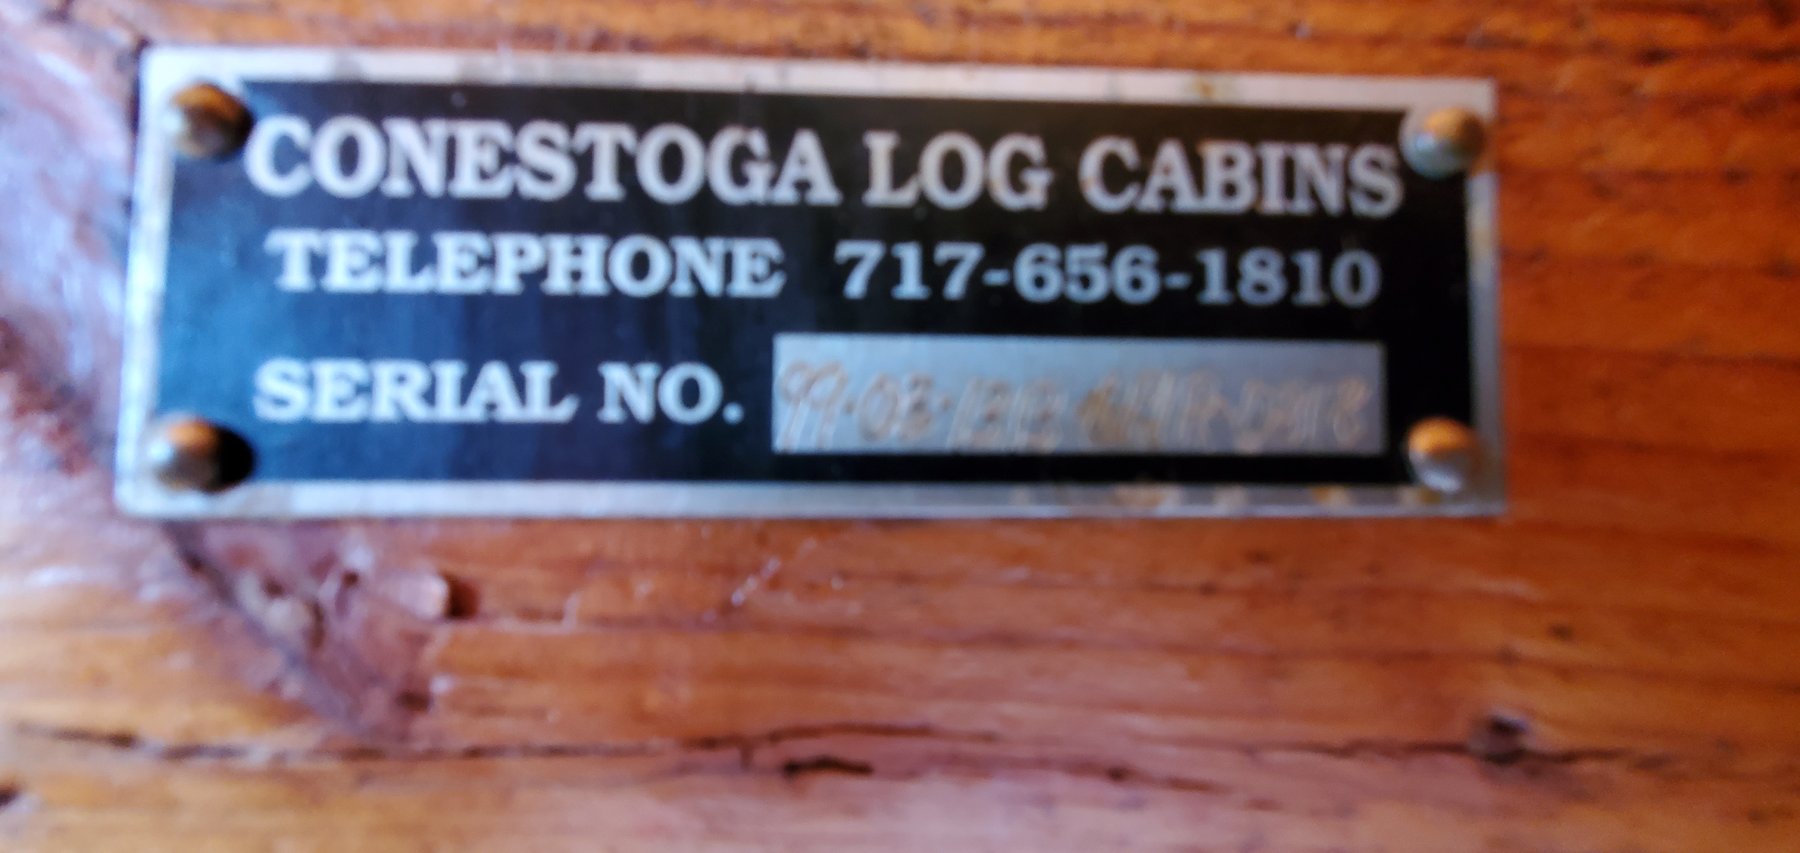 CONESTOGA LOG CABINS
TELEPHONE 717-656-1810
SERIAL NO.